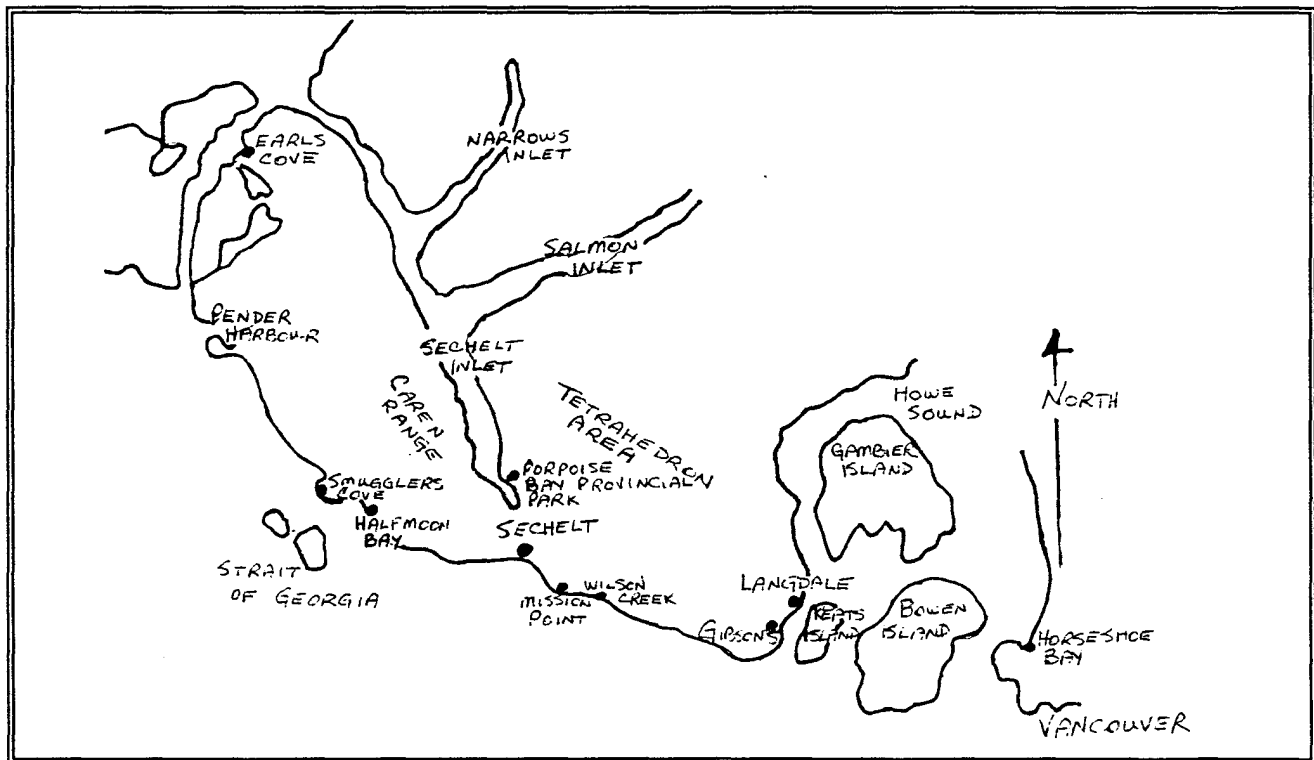 EARLS
COVE
NARROWS
INLET
SALMON
INLET
PENDER
HARBOUR
SECHELT
INLET
CAREN
RANGE
TETRAHEDRON
AREA
HOWE
SOUND
NORTH
GAMBIER
ISLAND
PORPOISE
BAY PROVINCIAL
PARK
SMUGGLERS
COVE
HALFMOON
BAY
SECHELT
STRAIT
OF GEORGIA
MISSION
POINT
WILSON
CREEK
LANGDALE
GIBSONS
KEATS
ISLAND
BOWEN
ISLAND
HORSESHOE
BAY
VANCOUVER